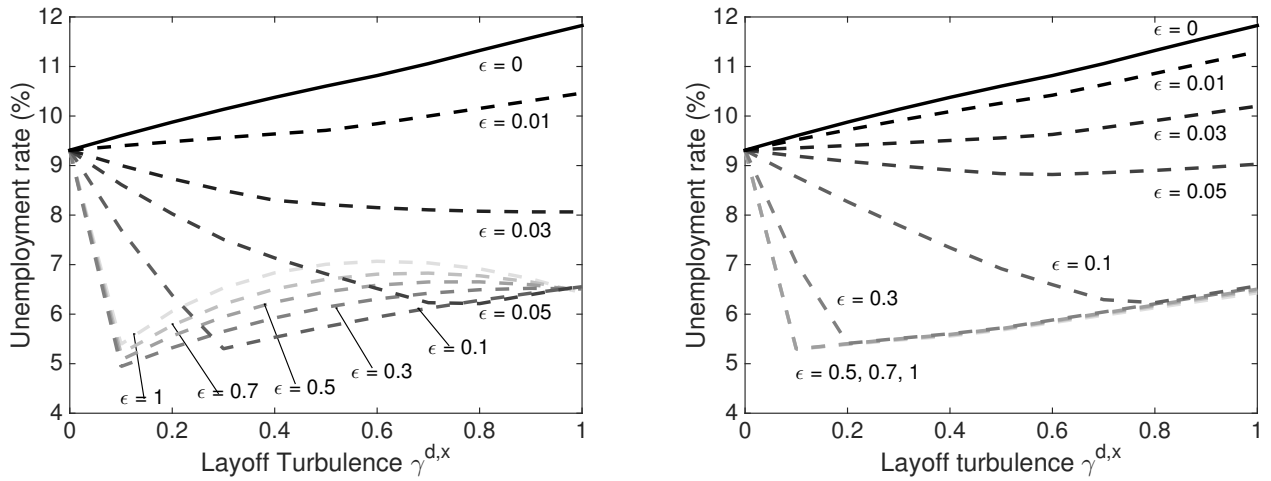 12
11
10
9
8
7
6
5
4
0
0.2
0.4
0.6
0.8
1
Unemployment rate (%)
Layoff Turbulence γ^{d,x}
ϵ = 0
ϵ = 0.01
ϵ = 0.03
ϵ = 0.05
ϵ = 0.1
ϵ = 0.3
ϵ = 0.5
ϵ = 0.7
ϵ = 1
12
11
10
9
8
7
6
5
4
0
0.2
0.4
0.6
0.8
1
Unemployment rate (%)
Layoff turbulence γ^{d,x}
ϵ = 0
ϵ = 0.01
ϵ = 0.03
ϵ = 0.05
ϵ = 0.1
ϵ = 0.3
ϵ = 0.5, 0.7, 1